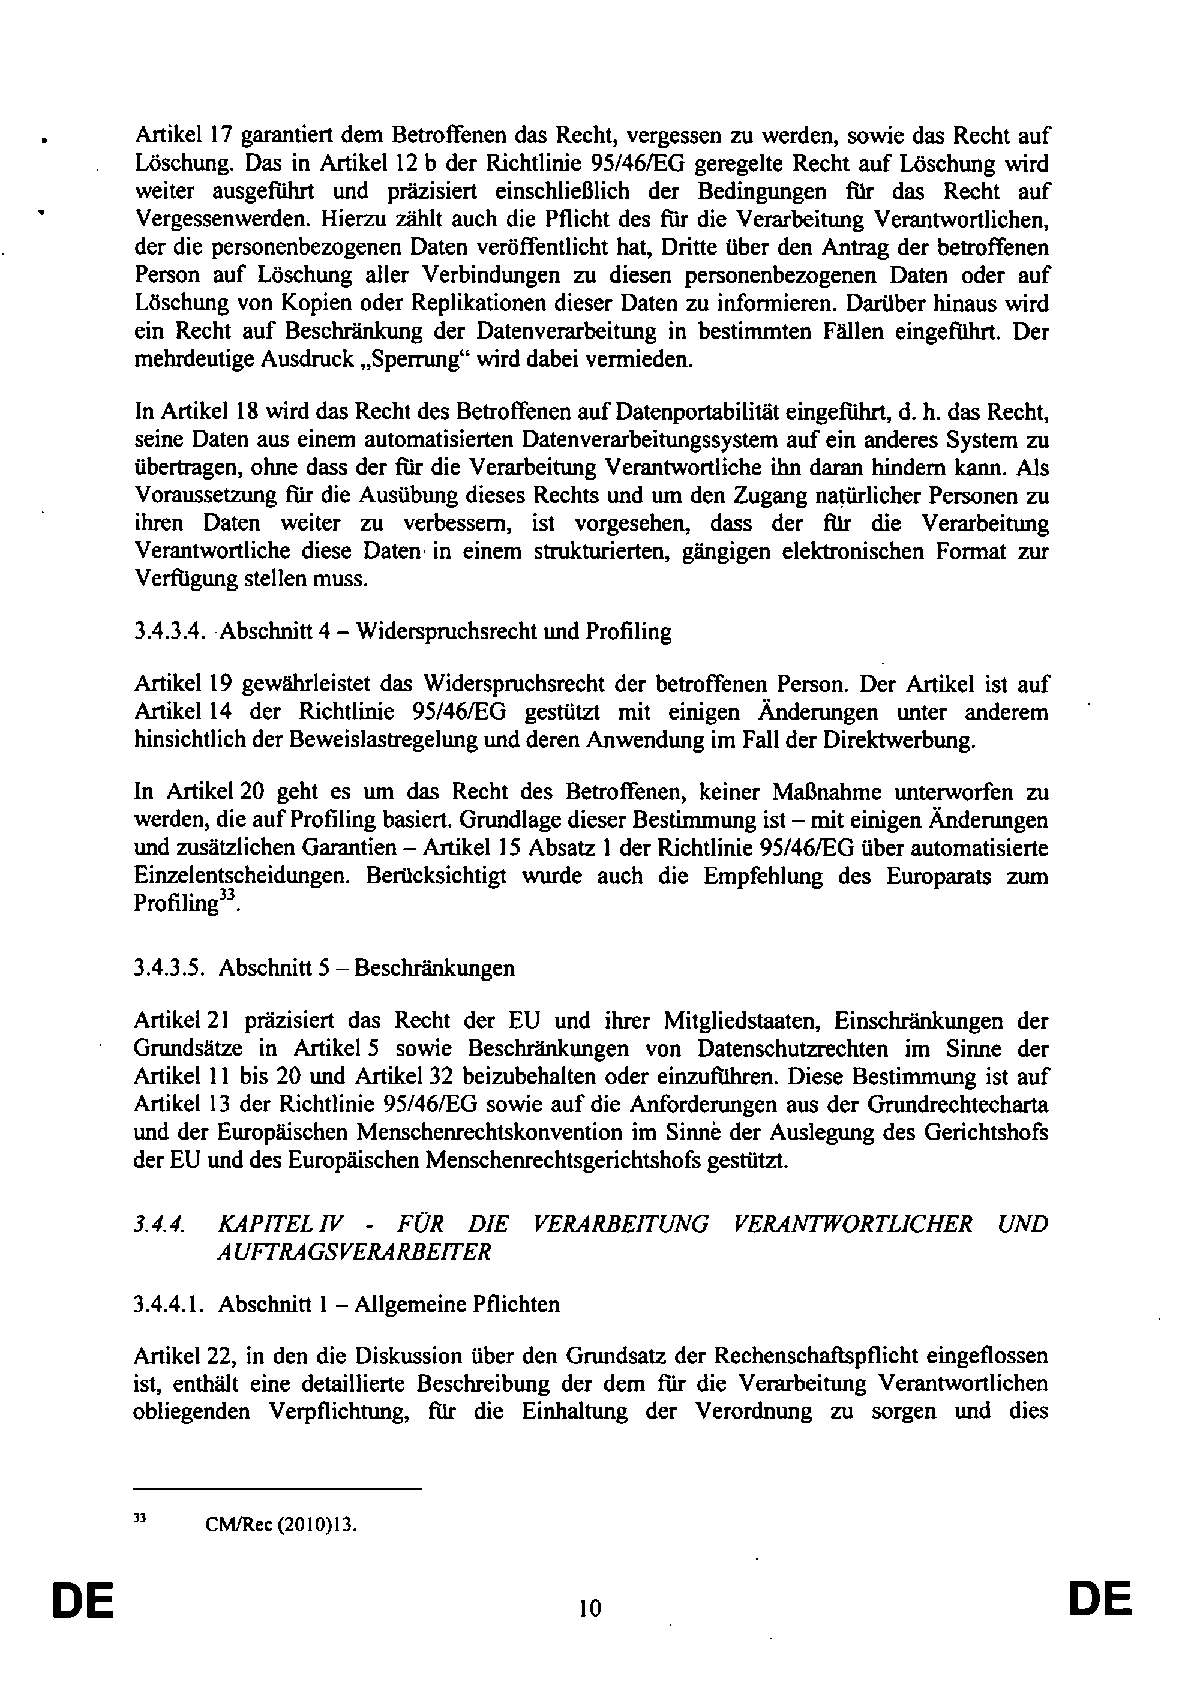 Artikel 17 garantiert dem Betroffenen das Recht, vergessen zu werden, sowie das Recht auf
Löschung. Das in Artikel 12 b der Richtlinie 95/46/EG geregelte Recht auf Löschung wird
weiter ausgeführt und präzisiert einschließlich der Bedingungen für das Recht auf
Vergessenwerden. Hierzu zählt auch die Pflicht des für die Verarbeitung Verantwortlichen,
der die personenbezogenen Daten veröffentlicht hat, Dritte über den Antrag der betroffenen
Person auf Löschung aller Verbindungen zu diesen personenbezogenen Daten oder auf
Löschung von Kopien oder Replikationen dieser Daten zu informieren. Darüber hinaus wird
ein Recht auf Beschränkung der Datenverarbeitung in bestimmten Fällen eingeführt. Der
mehrdeutige Ausdruck „Sperrung“ wird dabei vermieden.
In Artikel 18 wird das Recht des Betroffenen auf Datenportabilität eingeführt, d. h. das Recht,
seine Daten aus einem automatisierten Datenverarbeitungssystem auf ein anderes System zu
übertragen, ohne dass der für die Verarbeitung Verantwortliche ihn daran hindern kann. Als
Voraussetzung für die Ausübung dieses Rechts und um den Zugang natürlicher Personen zu
ihren Daten weiter zu verbessern, ist vorgesehen, dass der für die Verarbeitung
Verantwortliche diese Daten in einem strukturierten, gängigen elektronischen Format zur
Verfügung stellen muss.
3.4.3.4. Abschnitt 4 – Widerspruchsrecht und Profiling
Artikel 19 gewährleistet das Widerspruchsrecht der betroffenen Person. Der Artikel ist auf
Artikel 14 der Richtlinie 95/46/EG gestützt mit einigen Änderungen unter anderem
hinsichtlich der Beweislastregelung und deren Anwendung im Fall der Direktwerbung.
In Artikel 20 geht es um das Recht des Betroffenen, keiner Maßnahme unterworfen zu
werden, die auf Profiling basiert. Grundlage dieser Bestimmung ist – mit einigen Änderungen
und zusätzlichen Garantien – Artikel 15 Absatz 1 der Richtlinie 95/46/EG über automatisierte
Einzelentscheidungen. Berücksichtigt wurde auch die Empfehlung des Europarats zum
Profiling33.
3.4.3.5. Abschnitt 5 – Beschränkungen
Artikel 21 präzisiert das Recht der EU und ihrer Mitgliedstaaten, Einschränkungen der
Grundsätze in Artikel 5 sowie Beschränkungen von Datenschutzrechten im Sinne der
Artikel 11 bis 20 und Artikel 32 beizubehalten oder einzuführen. Diese Bestimmung ist auf
Artikel 13 der Richtlinie 95/46/EG sowie auf die Anforderungen aus der Grundrechtecharta
und der Europäischen Menschenrechtskonvention im Sinne der Auslegung des Gerichtshofs
der EU und des Europäischen Menschenrechtsgerichtshofs gestützt.
3.4.4. KAPITEL IV - FÜR DIE VERARBEITUNG VERANTWORTLICHER UND
AUFTRAGSVERARBEITER
3.4.4.1. Abschnitt 1 – Allgemeine Pflichten
Artikel 22, in den die Diskussion über den Grundsatz der Rechenschaftspflicht eingeflossen
ist, enthält eine detaillierte Beschreibung der dem für die Verarbeitung Verantwortlichen
obliegenden Verpflichtung, für die Einhaltung der Verordnung zu sorgen und dies
33 CM/Rec (2010)13.
DE 10 DE